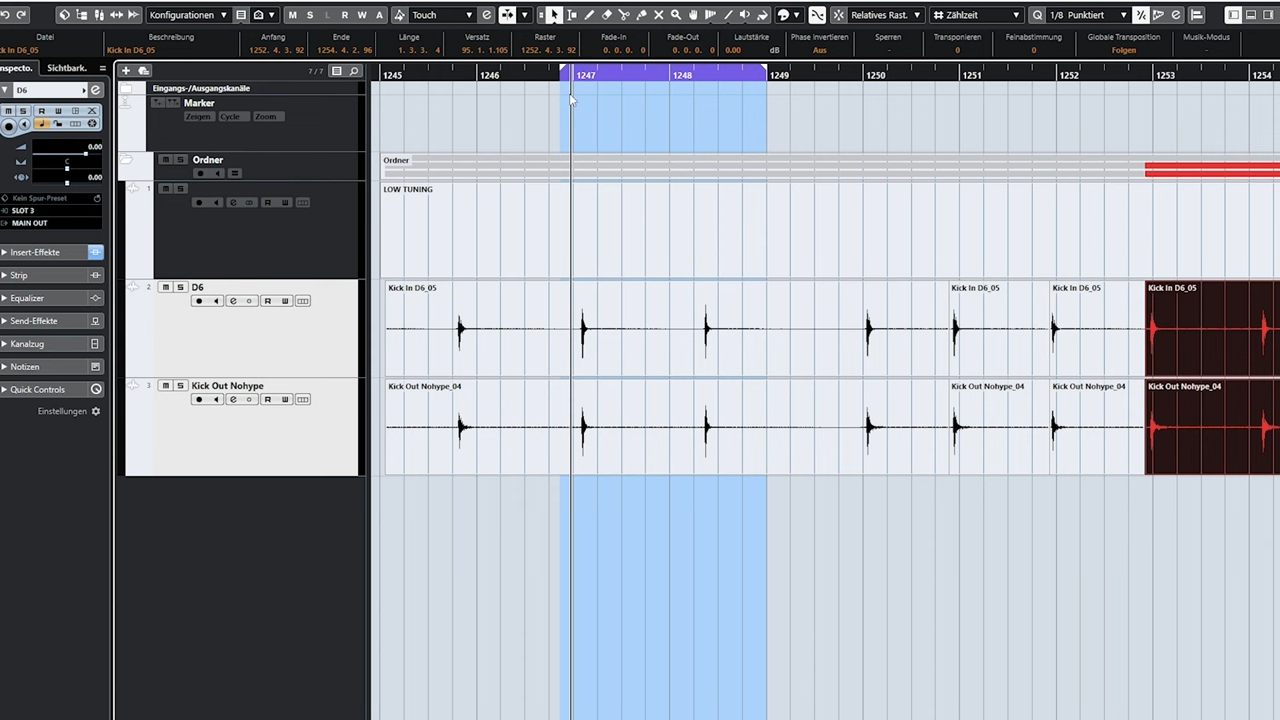 Konfigurationen
M S L R W A
Touch
Relatives Rast.
Zählzeit
1/8 Punktiert
Datei Beschreibung Anfang Ende Länge Versatz Raster Fade-In Fade-Out Lautstärke Phase invertieren Sperren Transponieren Feinabstimmung Globale Transposition Musik-Modus
Kick In D6_05 1252. 4. 3. 92 1254. 4. 2. 96 1. 3. 3. 4 95. 1. 1.105 1252. 4. 3. 92 0. 0. 0. 0 0. 0. 0. 0 0.00 dB Aus - 0 0 Folgen -
Inspecto. Sichtbark.
7 / 7
1245 1246 1247 1248 1249 1250 1251 1252 1253 1254
D6
Eingangs-/Ausgangskanäle
Marker
Zeigen Cycle Zoom
M S R W
0.00
C
0.00
Kein Spur-Preset
SLOT 3
MAIN OUT
Insert-Effekte
Strip
Equalizer
Send-Effekte
Kanalzug
Notizen
Quick Controls
Einstellungen
M S Ordner
Ordner
1 M S
R W
LOW TUNING
2 M S D6
R W
Kick In D6_05 Kick In D6_05 Kick In D6_05 Kick In D6_05
3 M S Kick Out Nohype
R W
Kick Out Nohype_04 Kick Out Nohype_04 Kick Out Nohype_04 Kick Out Nohype_04